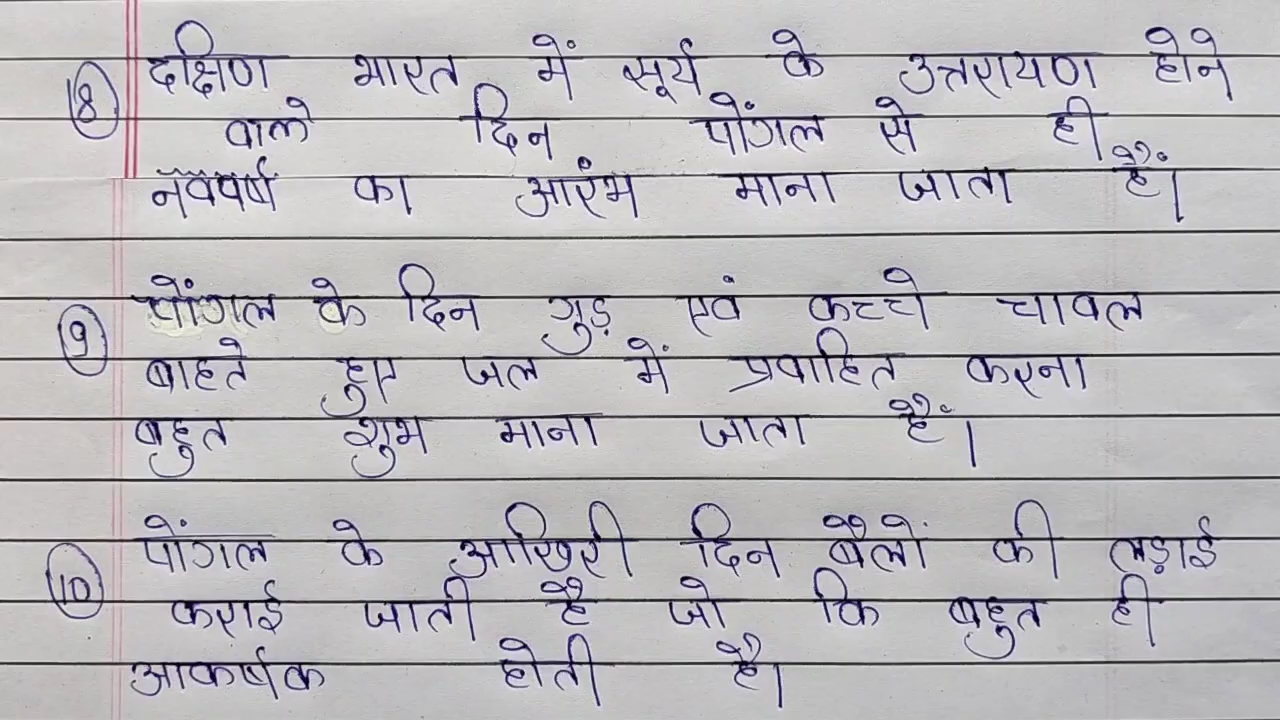 (8) दक्षिण भारत में सूर्य के उत्तरायण होने
वाले दिन पोंगल से ही
नववर्ष का आरंभ माना जाता हैं।
(9) पोंगल के दिन गुड़ एवं कच्चे चावल
बाहते हुए जल में प्रवाहित करना
बहुत शुभ माना जाता हैं।
(10) पोंगल के आखिरी दिन बैलों की लड़ाई
कराई जाती है जो कि बहुत ही
आकर्षक होती है।